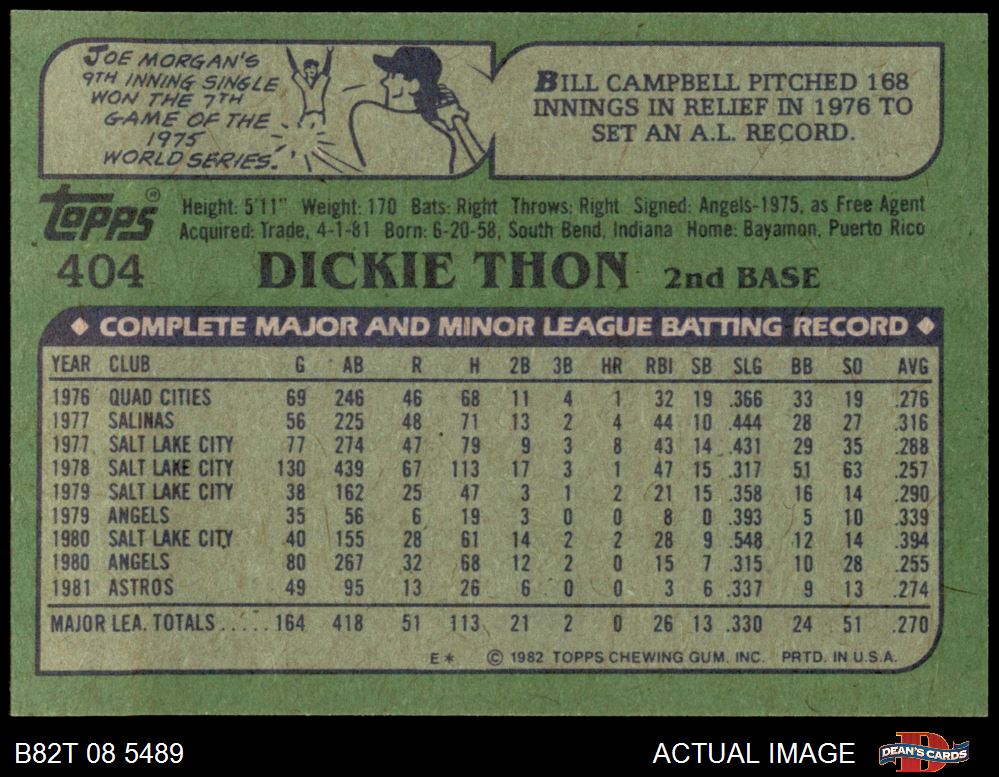 JOE MORGAN'S
9TH INNING SINGLE
WON THE 7TH
GAME OF THE
1975
WORLD SERIES.
BILL CAMPBELL PITCHED 168
INNINGS IN RELIEF IN 1976 TO
SET AN A.L. RECORD.
Topps®
Height: 5'11" Weight: 170 Bats: Right Throws: Right Signed: Angels-1975, as Free Agent
Acquired: Trade, 4-1-81 Born: 6-20-58, South Bend, Indiana Home: Bayamon, Puerto Rico
404 DICKIE THON 2nd BASE
◆ COMPLETE MAJOR AND MINOR LEAGUE BATTING RECORD ◆
YEAR CLUB G AB R H 2B 3B HR RBI SB SLG BB SO AVG
1976 QUAD CITIES 69 246 46 68 11 4 1 32 19 .366 33 19 .276
1977 SALINAS 56 225 48 71 13 2 4 44 10 .444 28 27 .316
1977 SALT LAKE CITY 77 274 47 79 9 3 8 43 14 .431 29 35 .288
1978 SALT LAKE CITY 130 439 67 113 17 3 1 47 15 .317 51 63 .257
1979 SALT LAKE CITY 38 162 25 47 3 1 2 21 15 .358 16 14 .290
1979 ANGELS 35 56 6 19 3 0 0 8 0 .393 5 10 .339
1980 SALT LAKE CITY 40 155 28 61 14 2 2 28 9 .548 12 14 .394
1980 ANGELS 80 267 32 68 12 2 0 15 7 .315 10 28 .255
1981 ASTROS 49 95 13 26 6 0 0 3 6 .337 9 13 .274
MAJOR LEA. TOTALS ..... 164 418 51 113 21 2 0 26 13 .330 24 51 .270
E* © 1982 TOPPS CHEWING GUM, INC. PRTD. IN U.S.A.
B82T 08 5489 ACTUAL IMAGE DEAN'S CARDS